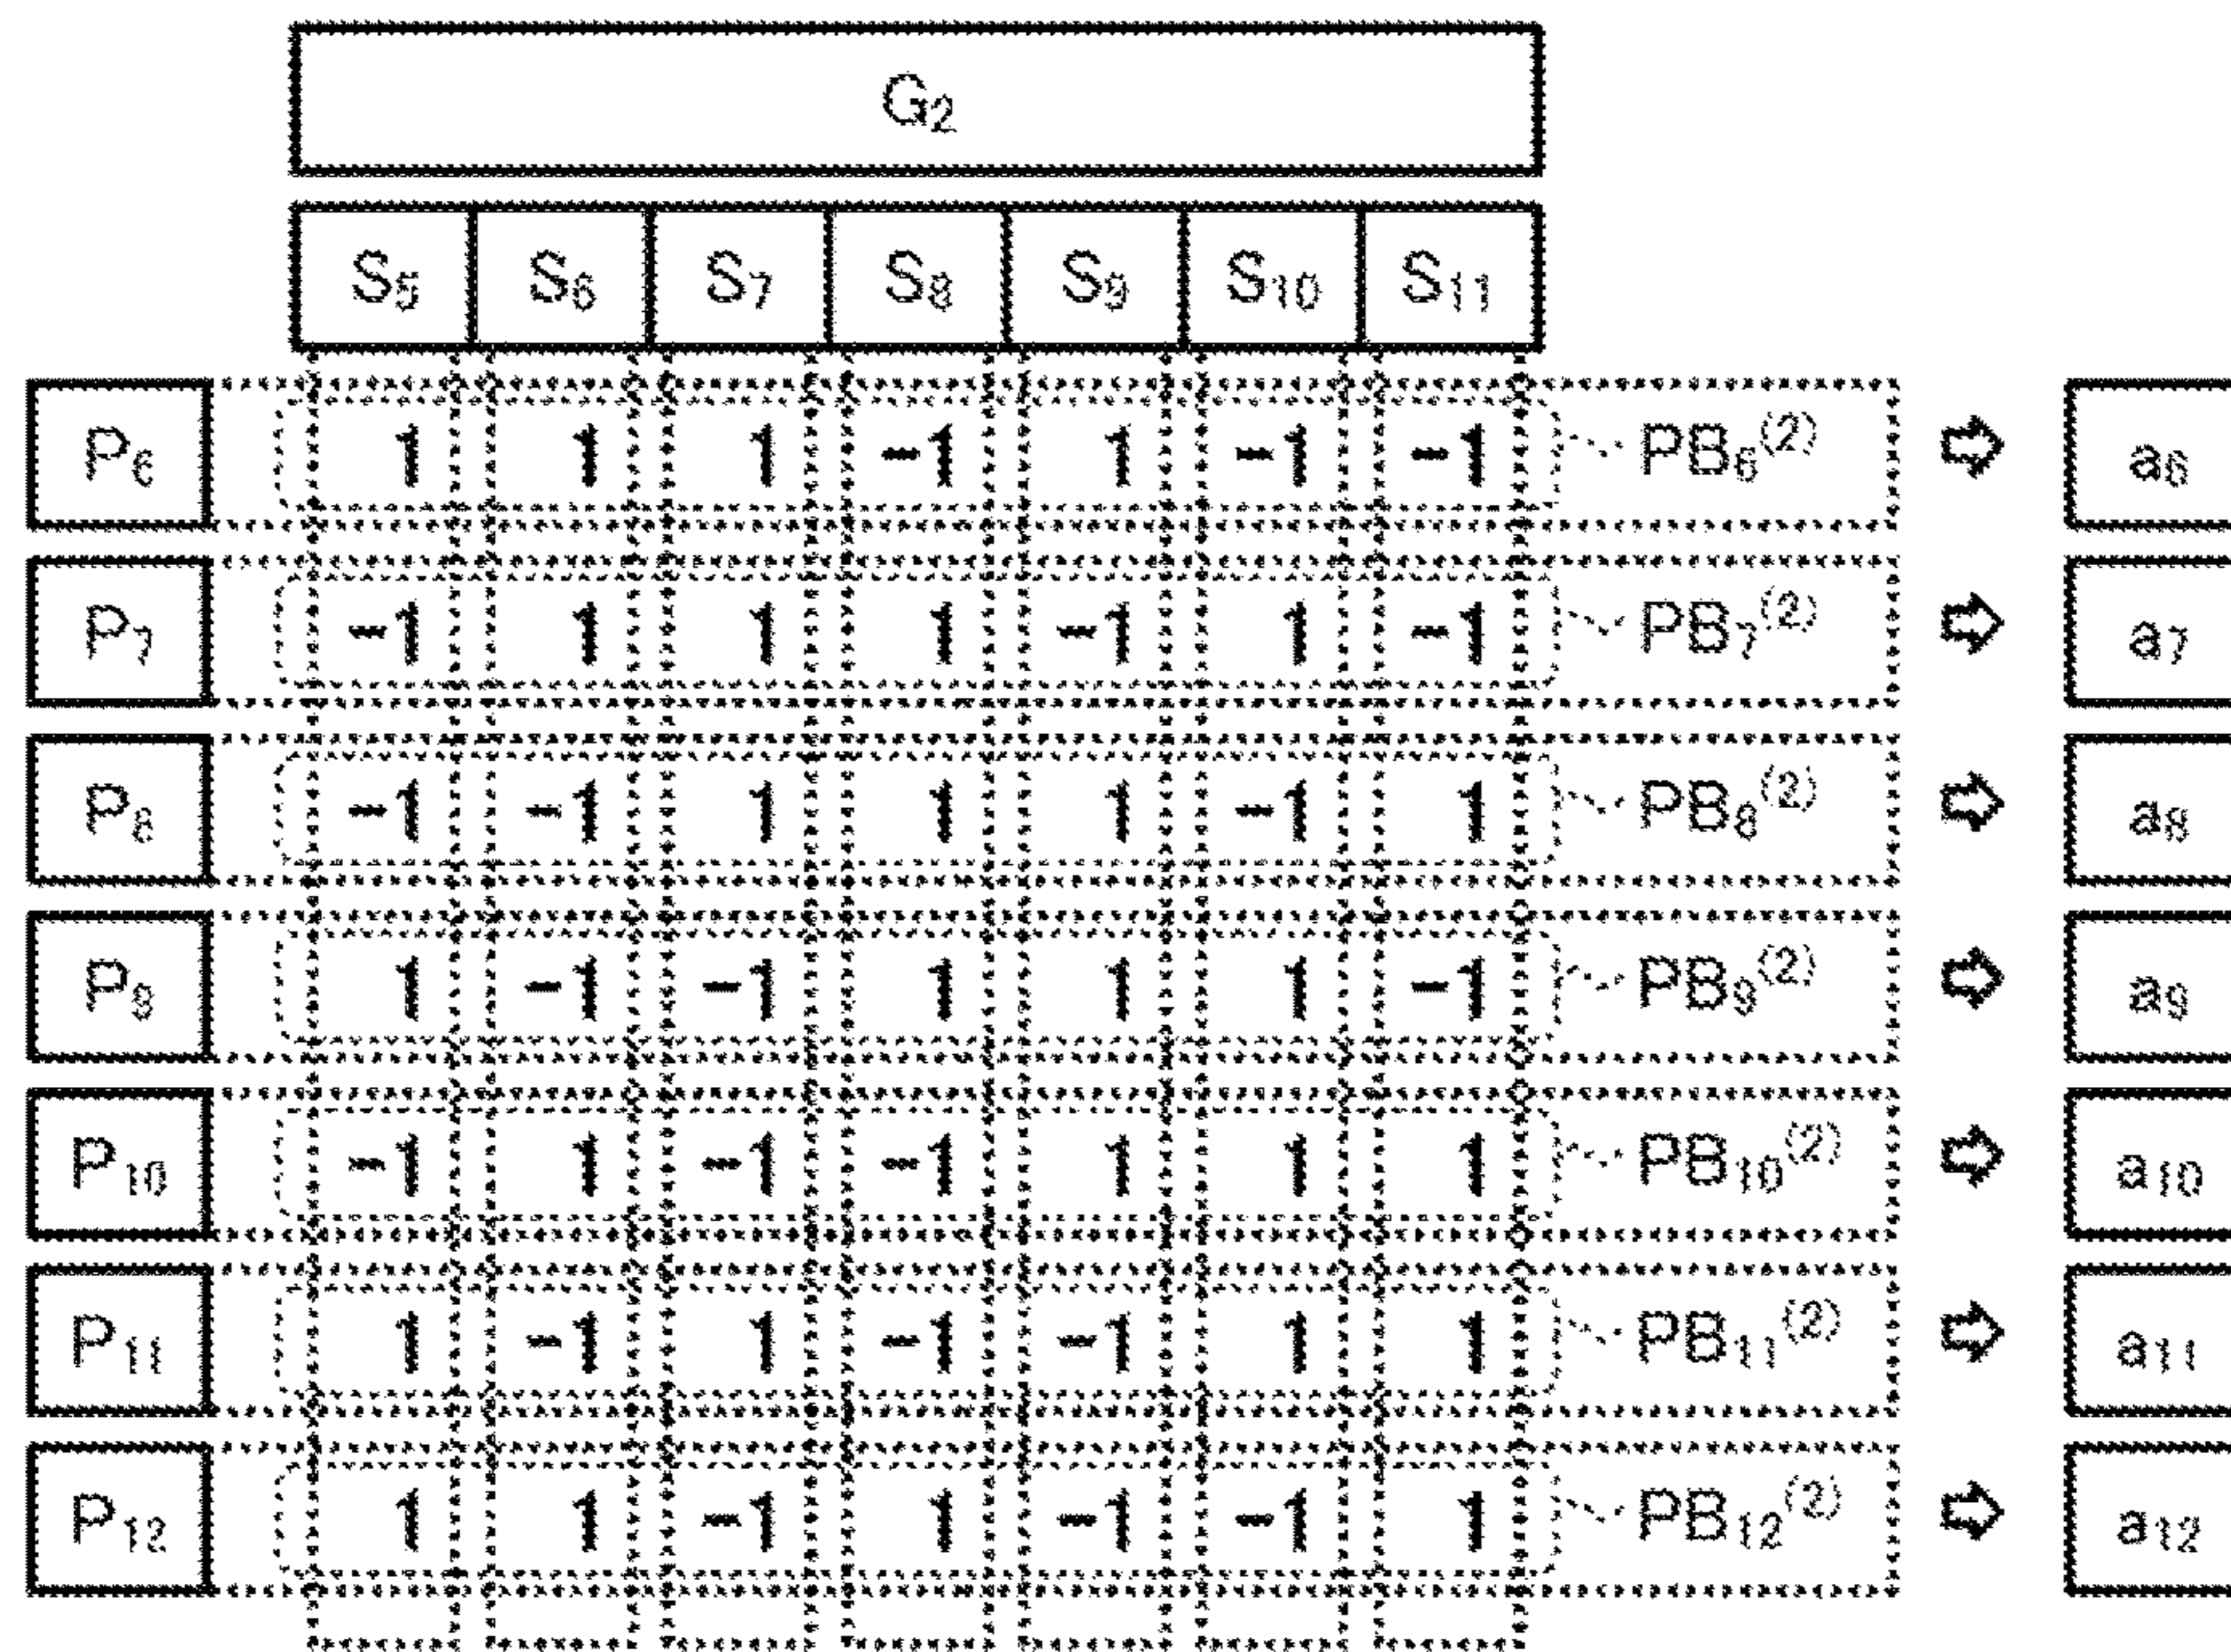 G₂
S₅ S₆ S₇ S₈ S₉ S₁₀ S₁₁
P₆ 1 1 1 -1 1 -1 -1 PB₆⁽²⁾ ⇨ a₆
P₇ -1 1 1 1 -1 1 -1 PB₇⁽²⁾ ⇨ a₇
P₈ -1 -1 1 1 1 -1 1 PB₈⁽²⁾ ⇨ a₈
P₉ 1 -1 -1 1 1 1 -1 PB₉⁽²⁾ ⇨ a₉
P₁₀ -1 1 -1 -1 1 1 1 PB₁₀⁽²⁾ ⇨ a₁₀
P₁₁ 1 -1 1 -1 -1 1 1 PB₁₁⁽²⁾ ⇨ a₁₁
P₁₂ 1 1 -1 1 -1 -1 1 PB₁₂⁽²⁾ ⇨ a₁₂